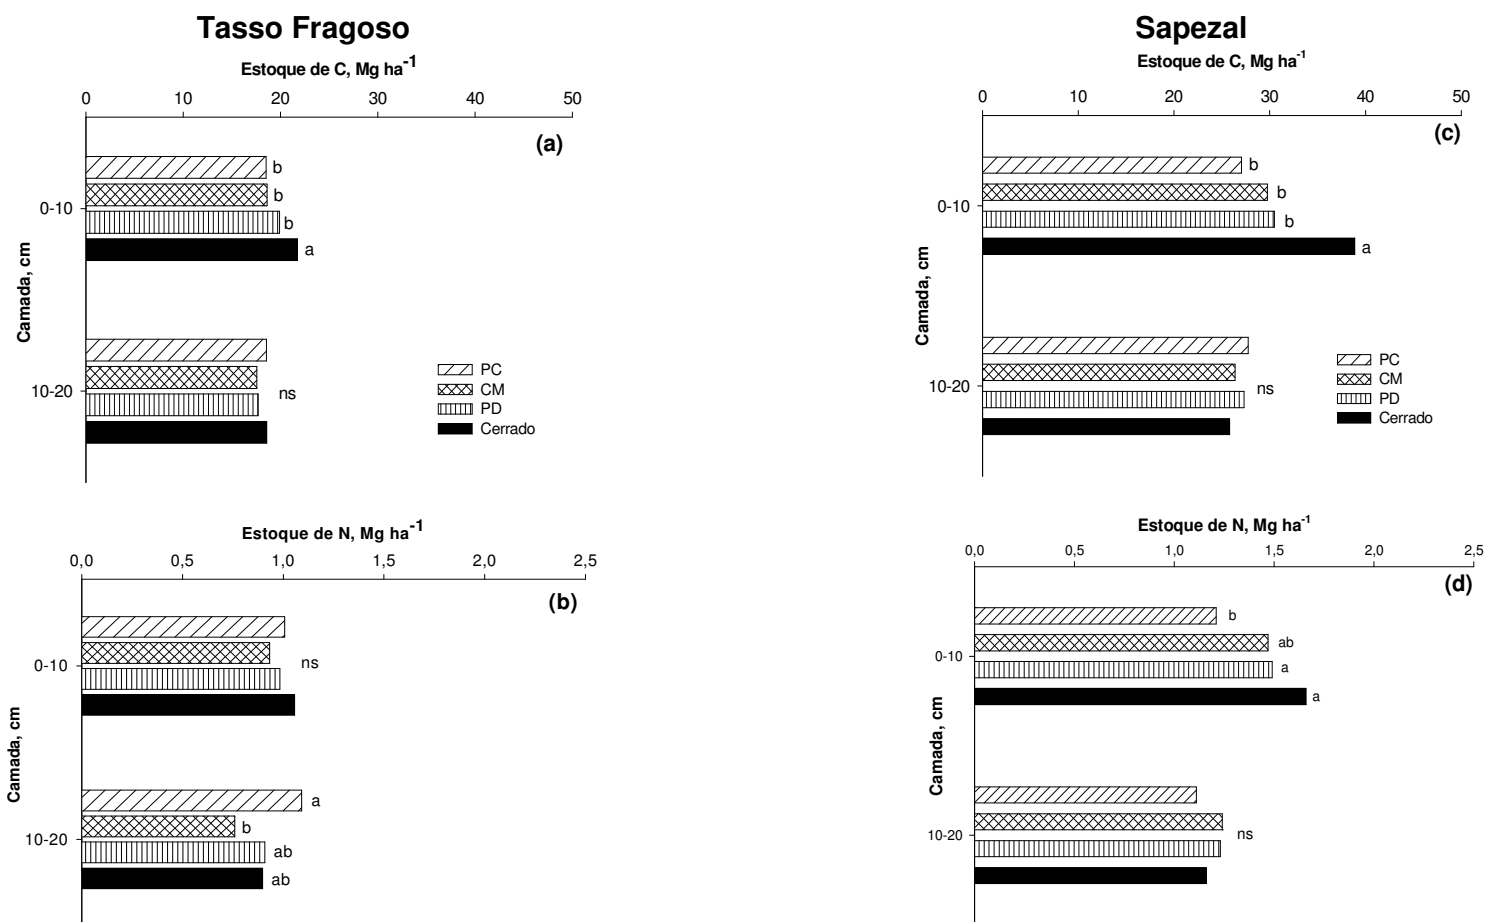 Tasso Fragoso
Estoque de C, Mg ha-1
0 10 20 30 40 50
(a)
b
b
0-10
b
a
Camada, cm
10-20
ns
PC
CM
PD
Cerrado
Estoque de N, Mg ha-1
0,0 0,5 1,0 1,5 2,0 2,5
(b)
0-10
ns
Camada, cm
a
b
10-20
ab
ab
Sapezal
Estoque de C, Mg ha-1
0 10 20 30 40 50
(c)
b
b
0-10
b
a
Camada, cm
10-20
ns
PC
CM
PD
Cerrado
Estoque de N, Mg ha-1
0,0 0,5 1,0 1,5 2,0 2,5
(d)
b
ab
0-10
a
a
Camada, cm
10-20
ns